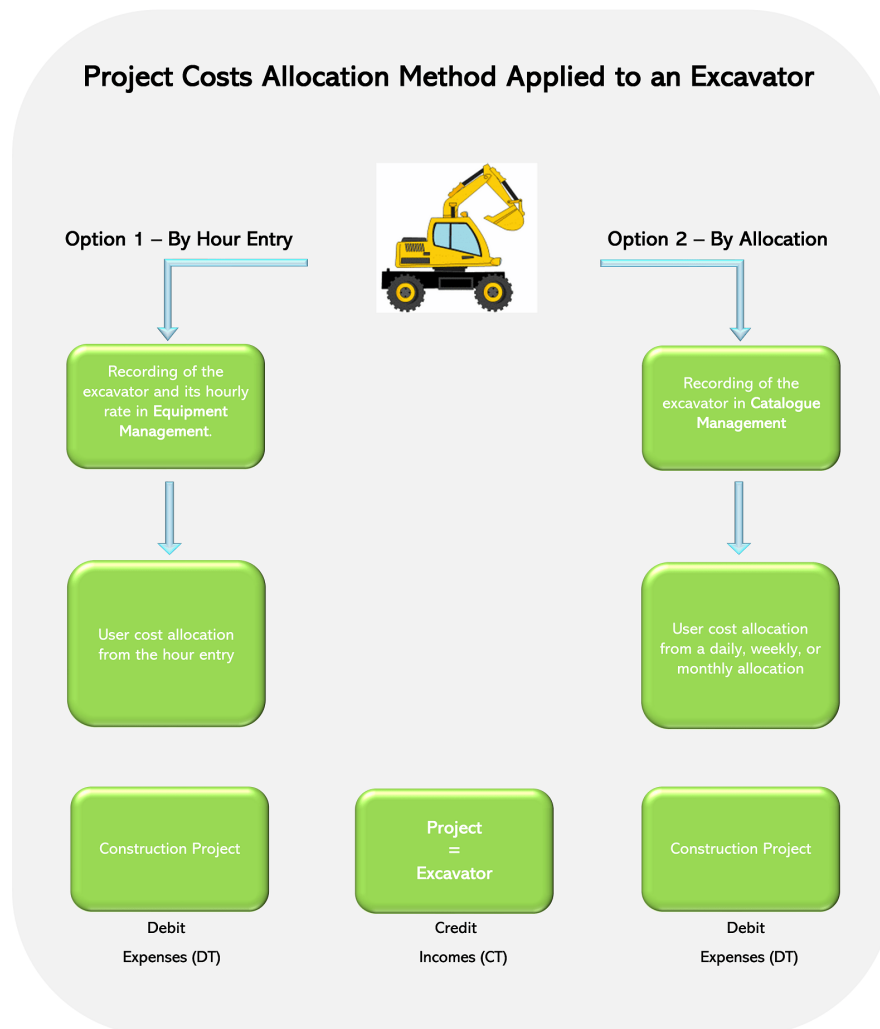 Project Costs Allocation Method Applied to an Excavator
Option 1 – By Hour Entry
Option 2 – By Allocation
Recording of the
excavator and its hourly
rate in Equipment
Management.
Recording of the
excavator in Catalogue
Management
User cost allocation
from the hour entry
User cost allocation
from a daily, weekly, or
monthly allocation
Construction Project
Project
=
Excavator
Construction Project
Debit
Credit
Debit
Expenses (DT)
Incomes (CT)
Expenses (DT)